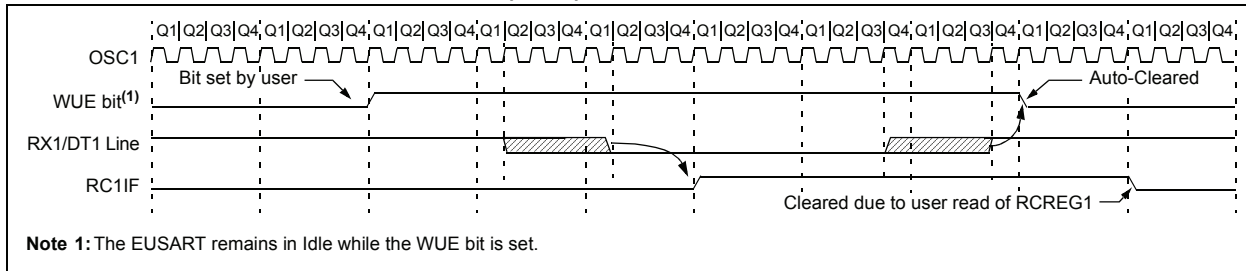 Q1 Q2 Q3 Q4 Q1 Q2 Q3 Q4 Q1 Q2 Q3 Q4 Q1 Q2 Q3 Q4 Q1 Q2 Q3 Q4 Q1 Q2 Q3 Q4 Q1 Q2 Q3 Q4 Q1 Q2 Q3 Q4 Q1 Q2 Q3 Q4 Q1 Q2 Q3 Q4
OSC1
Bit set by user
Auto-Cleared
WUE bit(1)
RX1/DT1 Line
RC1IF
Cleared due to user read of RCREG1
Note 1: The EUSART remains in Idle while the WUE bit is set.